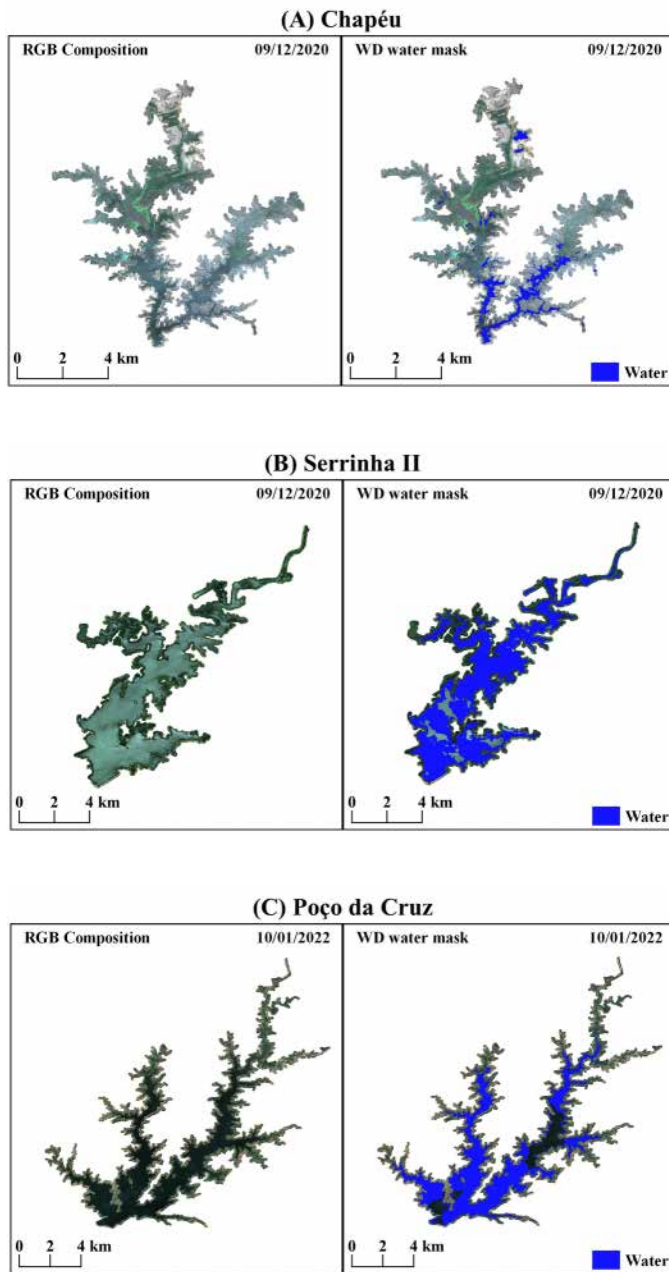 (A) Chapéu
RGB Composition 09/12/2020
WD water mask 09/12/2020
0 2 4 km
0 2 4 km
Water
(B) Serrinha II
RGB Composition 09/12/2020
WD water mask 09/12/2020
0 2 4 km
0 2 4 km
Water
(C) Poço da Cruz
RGB Composition 10/01/2022
WD water mask 10/01/2022
0 2 4 km
0 2 4 km
Water